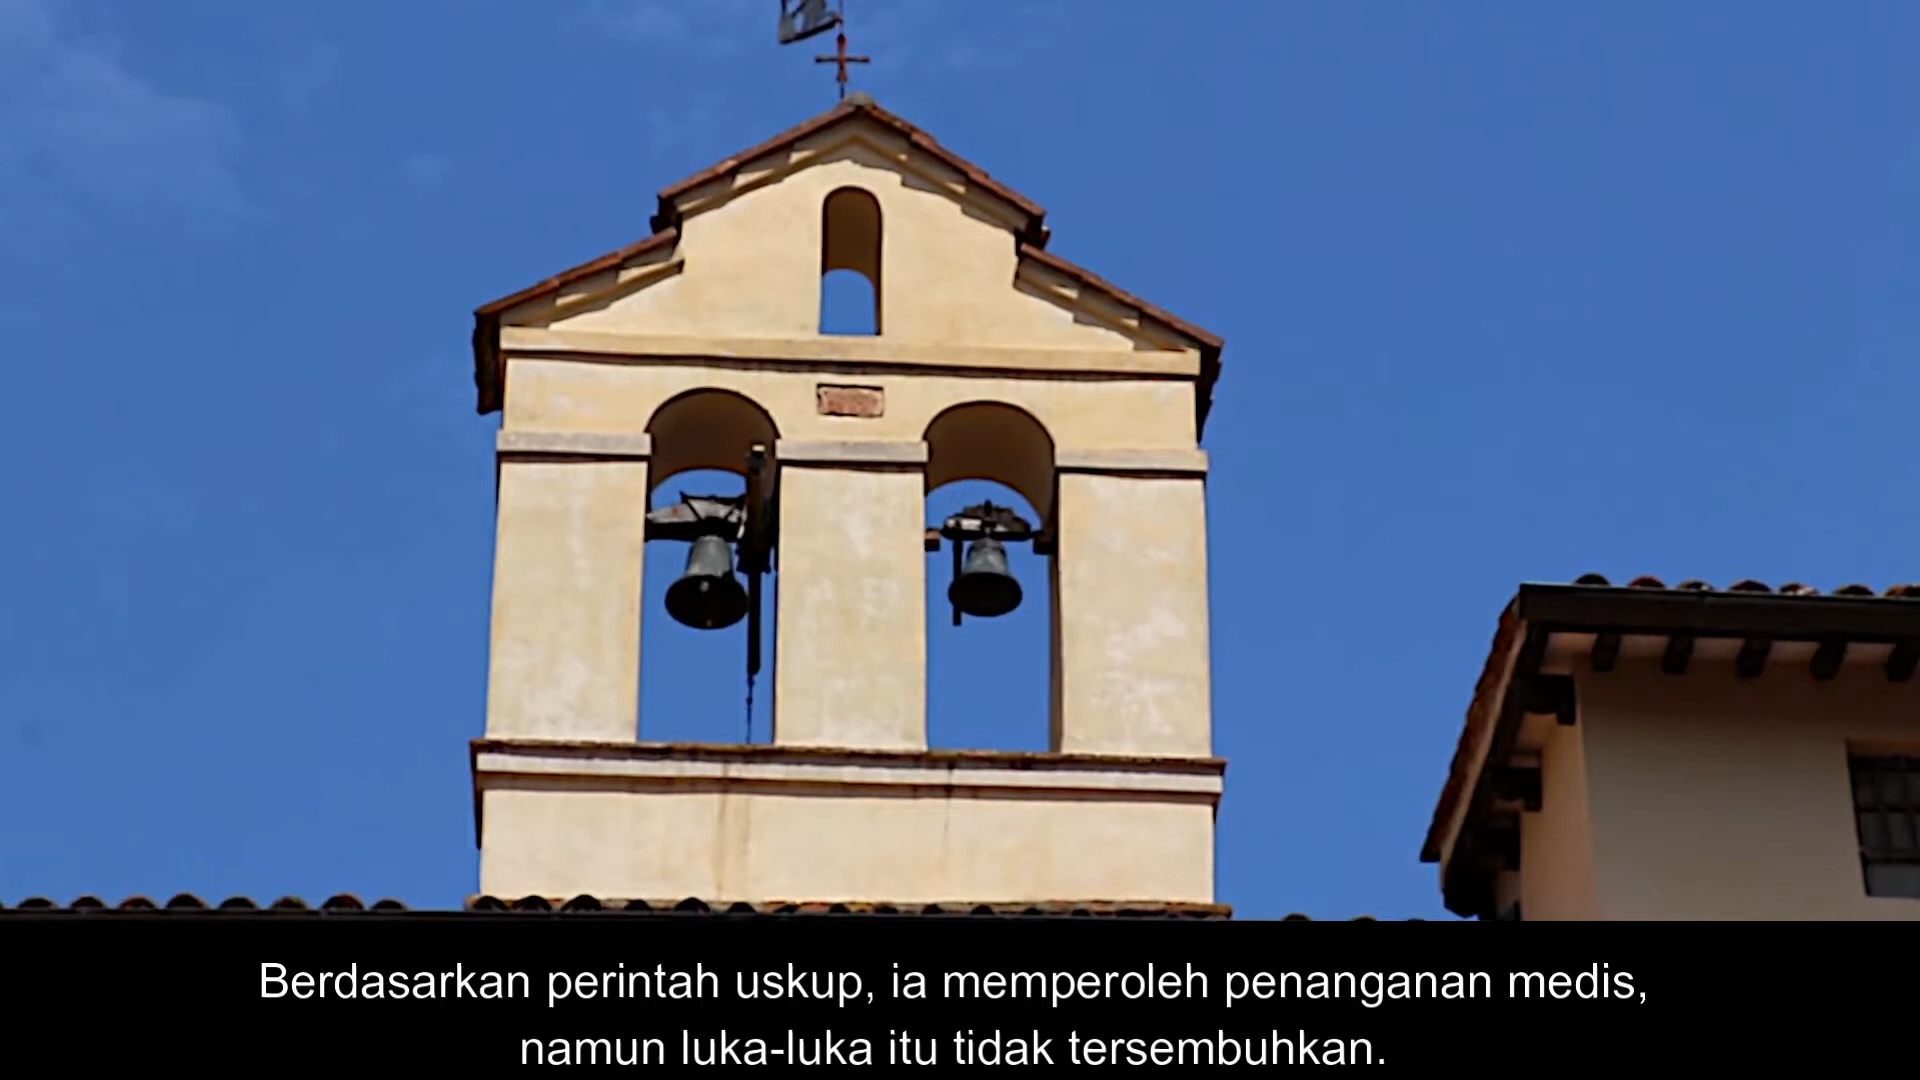 Berdasarkan perintah uskup, ia memperoleh penanganan medis,
namun luka-luka itu tidak tersembuhkan.